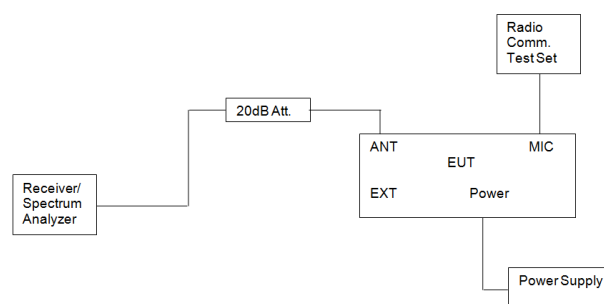 Radio
Comm.
Test Set
20dB Att.
ANT
MIC
EUT
EXT
Power
Receiver/
Spectrum
Analyzer
Power Supply